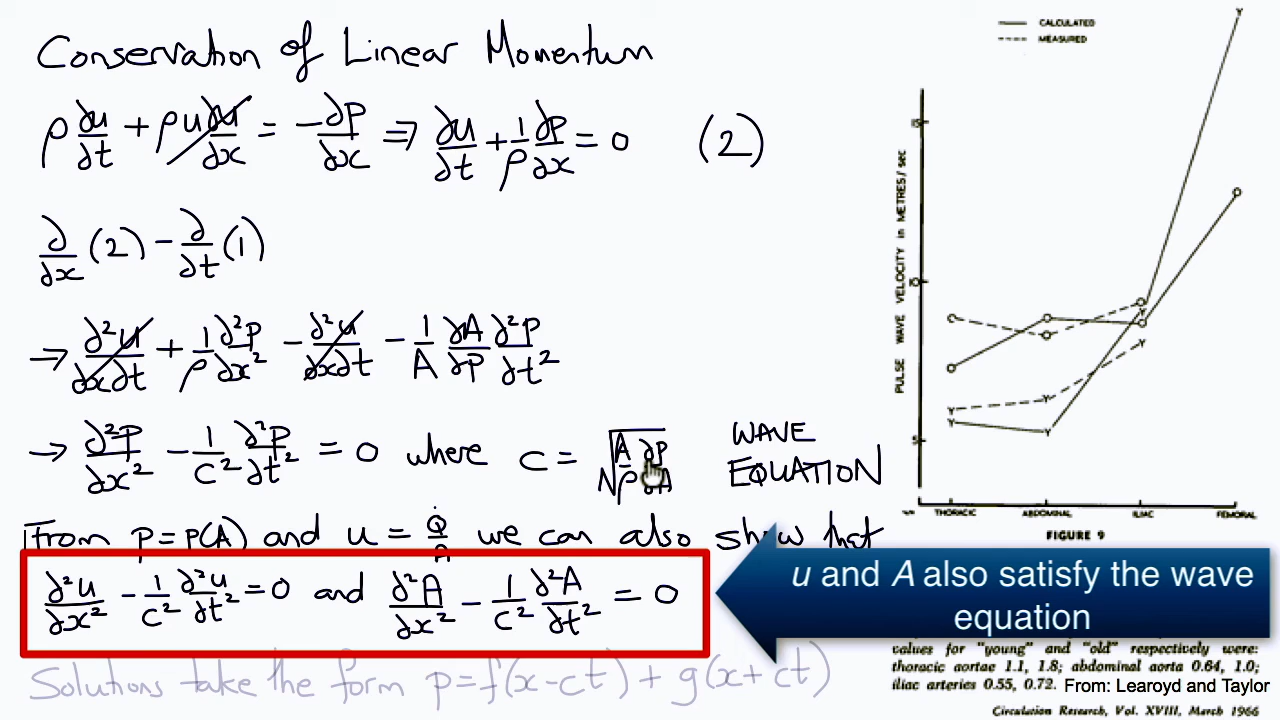 Conservation of Linear Momentum
ρ ∂u/∂t + ρu ∂u/∂x = -∂P/∂x ⇒ ∂u/∂t + 1/ρ ∂P/∂x = 0 (2)
∂/∂x (2) - ∂/∂t (1)
→ ∂²u/∂x∂t + 1/ρ ∂²P/∂x² - ∂²u/∂x∂t - 1/A ∂A/∂P ∂²P/∂t²
→ ∂²P/∂x² - 1/c² ∂²P/∂t² = 0 where c = √(A/ρ ∂P/∂A) WAVE EQUATION
From p = p(A) and u = Q̇/A we can also show that
∂²u/∂x² - 1/c² ∂²u/∂t² = 0 and ∂²A/∂x² - 1/c² ∂²A/∂t² = 0
Solutions take the form p = f(x-ct) + g(x+ct)
CALCULATED
MEASURED
PULSE WAVE VELOCITY in METRES/sec
15
10
5
THORACIC ABDOMINAL ILIAC FEMORAL
FIGURE 9
u and A also satisfy the wave
equation
values for "young" and "old" respectively were:
thoracic aortae 1.1, 1.8; abdominal aorta 0.64, 1.0;
iliac arteries 0.55, 0.72. From: Learoyd and Taylor
Circulation Research, Vol. XVIII, March 1966